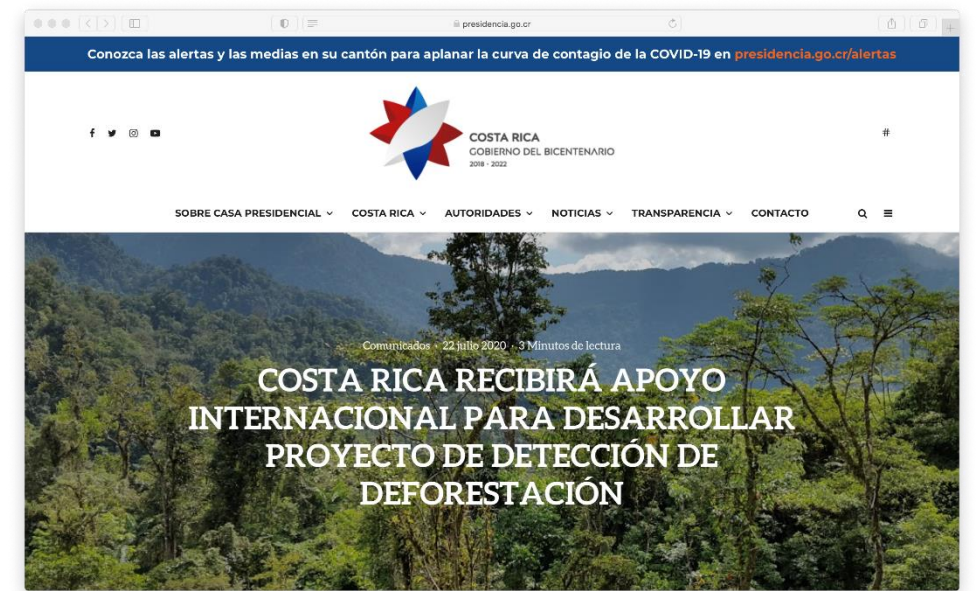 presidencia.go.cr
Conozca las alertas y las medias en su cantón para aplanar la curva de contagio de la COVID-19 en presidencia.go.cr/alertas
COSTA RICA
GOBIERNO DEL BICENTENARIO
2018 - 2022
#
SOBRE CASA PRESIDENCIAL COSTA RICA AUTORIDADES NOTICIAS TRANSPARENCIA CONTACTO
Comunicados · 22 julio 2020 · 3 Minutos de lectura
COSTA RICA RECIBIRÁ APOYO
INTERNACIONAL PARA DESARROLLAR
PROYECTO DE DETECCIÓN DE
DEFORESTACIÓN